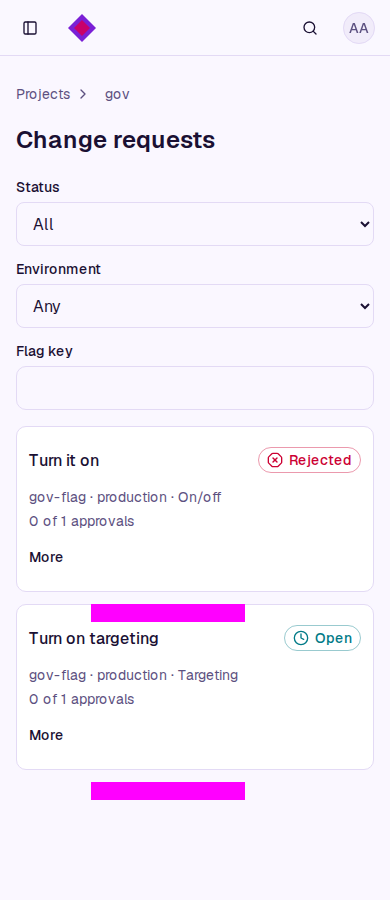 AA
Projects > gov
Change requests
Status
All
Environment
Any
Flag key
Turn it on
Rejected
gov-flag · production · On/off
0 of 1 approvals
More
Turn on targeting
Open
gov-flag · production · Targeting
0 of 1 approvals
More